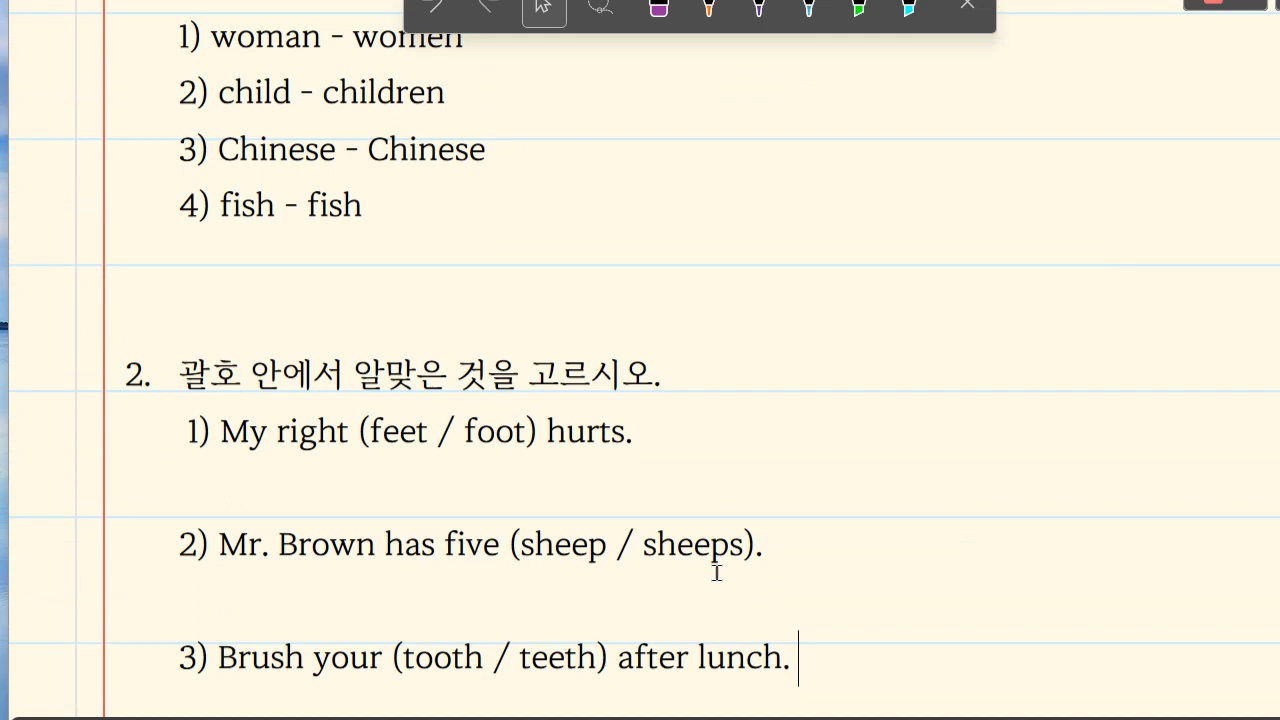 1) woman - women
2) child - children
3) Chinese - Chinese
4) fish - fish
2. 괄호 안에서 알맞은 것을 고르시오.
1) My right (feet / foot) hurts.
2) Mr. Brown has five (sheep / sheeps).
3) Brush your (tooth / teeth) after lunch.